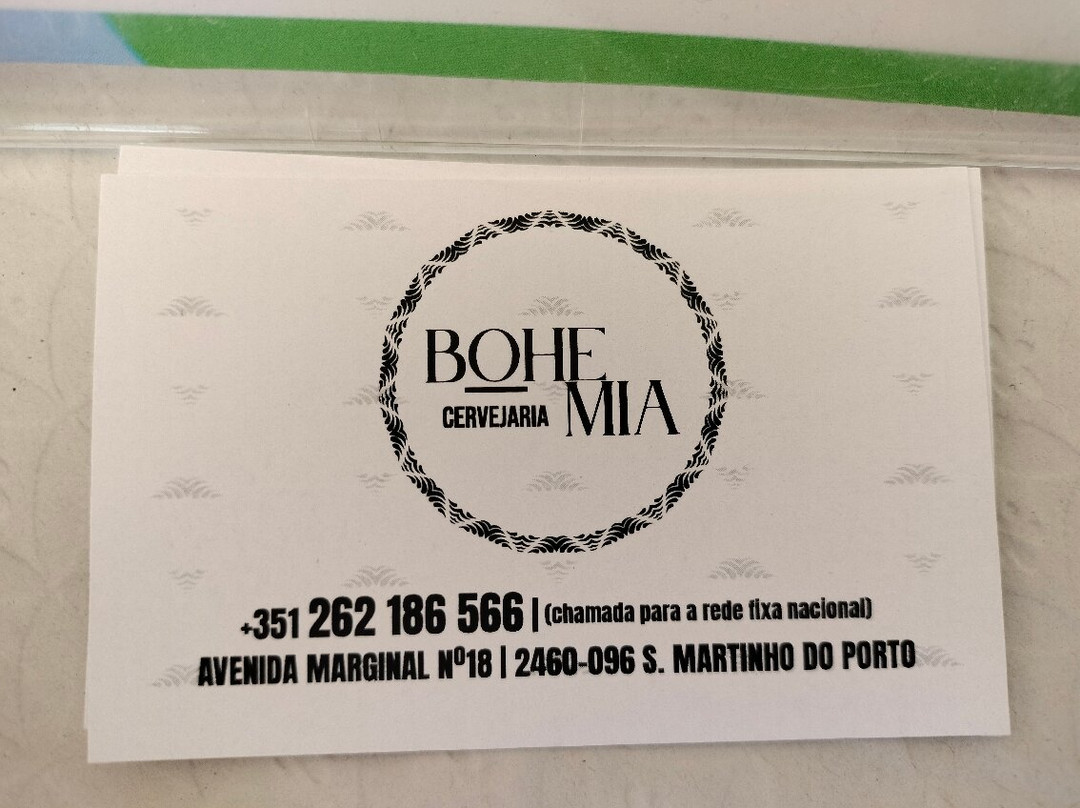 BOHE
CERVEJARIA MIA
+351 262 186 566 | (chamada para a rede fixa nacional)
AVENIDA MARGINAL Nº18 | 2460-096 S. MARTINHO DO PORTO